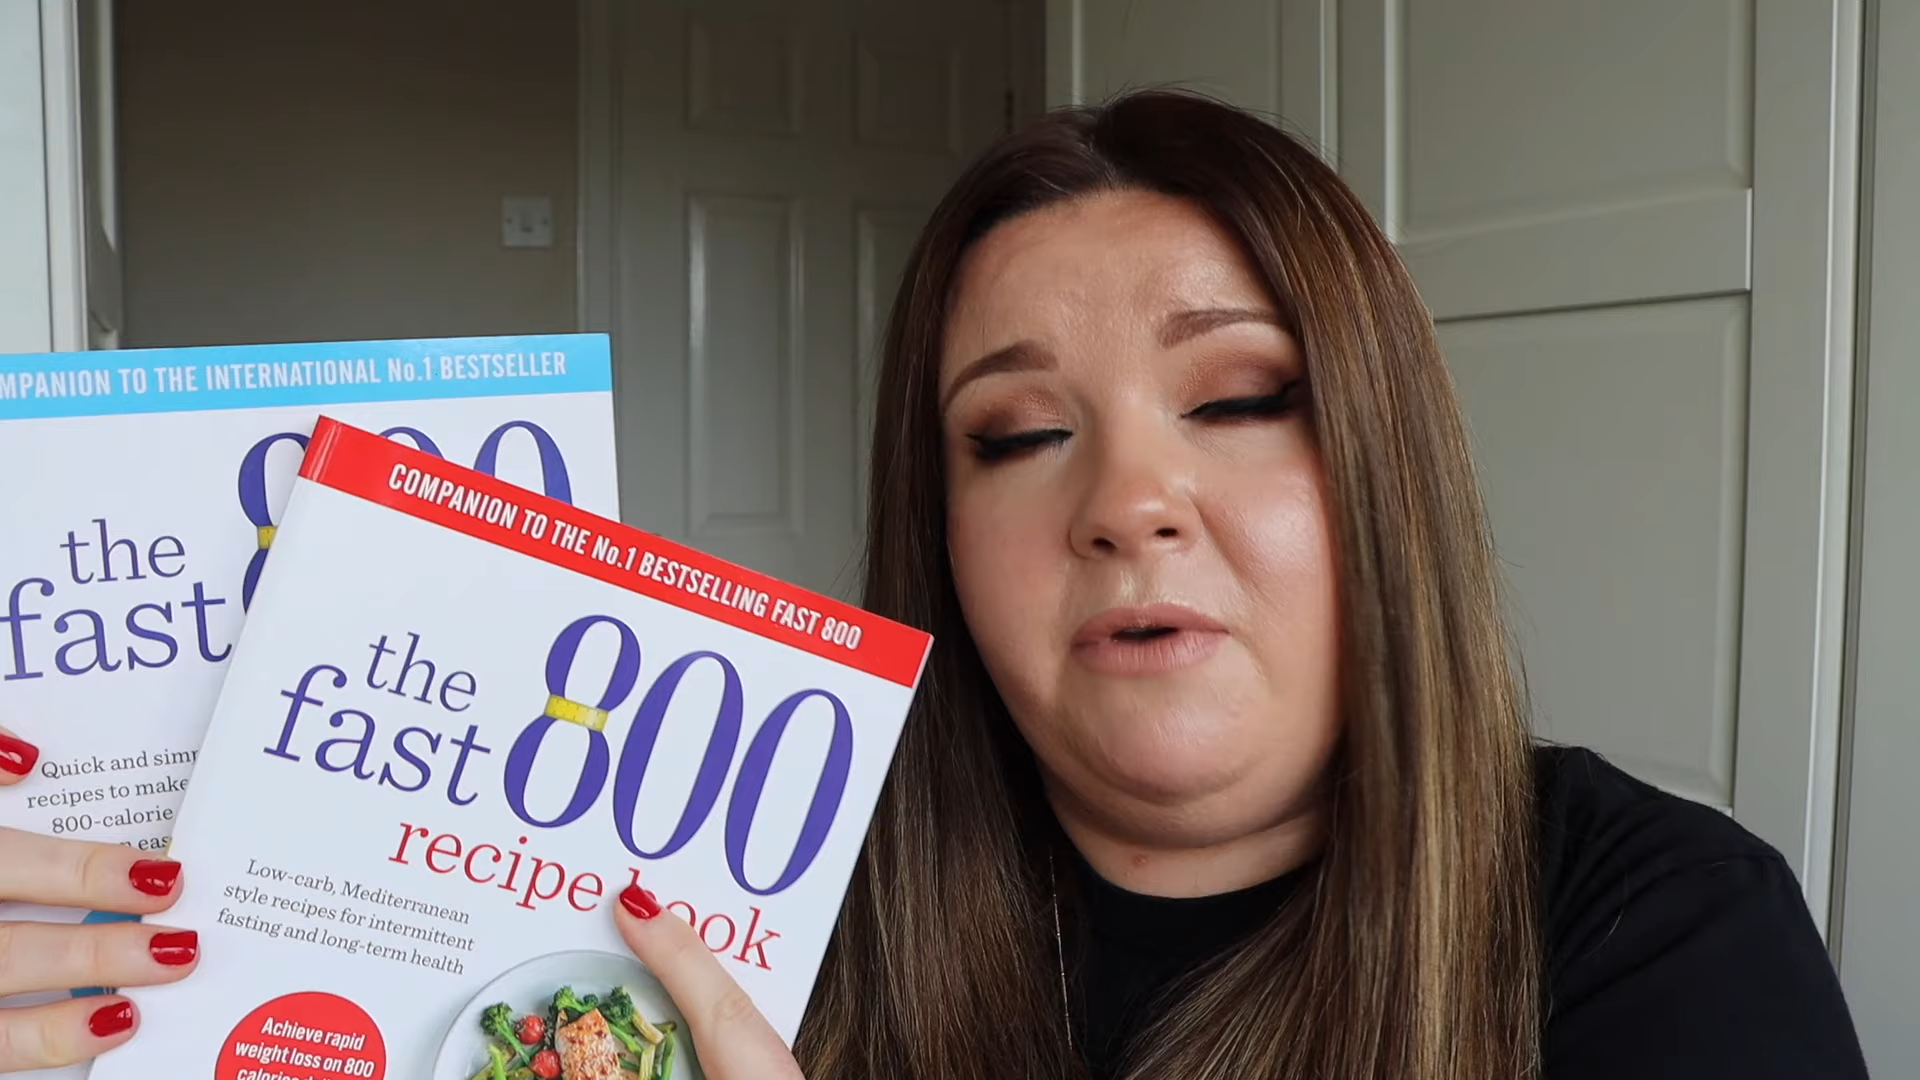 MPANION TO THE INTERNATIONAL No.1 BESTSELLER
the
fast
Quick and simp
recipes to make
800-calorie
COMPANION TO THE No.1 BESTSELLING FAST 800
the
fast 800
recipe book
Low-carb, Mediterranean
style recipes for intermittent
fasting and long-term health
Achieve rapid
weight loss on 800